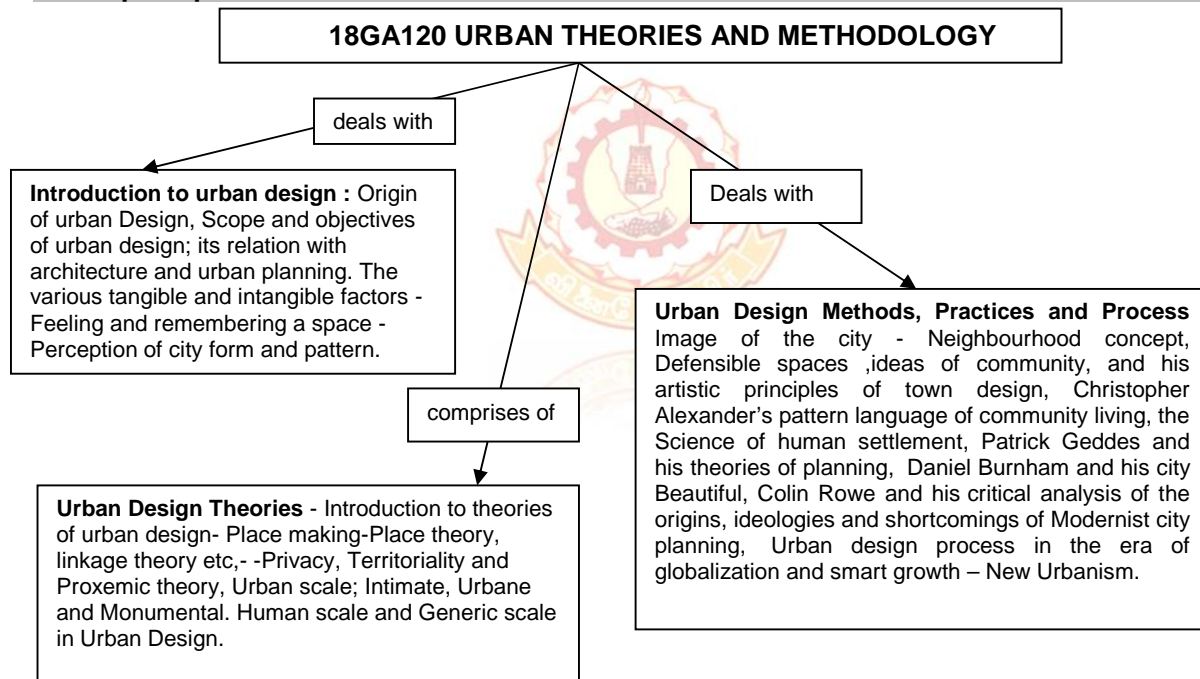 18GA120 URBAN THEORIES AND METHODOLOGY
deals with
Introduction to urban design : Origin
of urban Design, Scope and objectives
of urban design; its relation with
architecture and urban planning. The
various tangible and intangible factors -
Feeling and remembering a space -
Perception of city form and pattern.
Deals with
Urban Design Methods, Practices and Process
Image of the city - Neighbourhood concept,
Defensible spaces ,ideas of community, and his
artistic principles of town design, Christopher
Alexander’s pattern language of community living, the
Science of human settlement, Patrick Geddes and
his theories of planning, Daniel Burnham and his city
Beautiful, Colin Rowe and his critical analysis of the
origins, ideologies and shortcomings of Modernist city
planning, Urban design process in the era of
globalization and smart growth – New Urbanism.
comprises of
Urban Design Theories - Introduction to theories
of urban design- Place making-Place theory,
linkage theory etc,- -Privacy, Territoriality and
Proxemic theory, Urban scale; Intimate, Urbane
and Monumental. Human scale and Generic scale
in Urban Design.